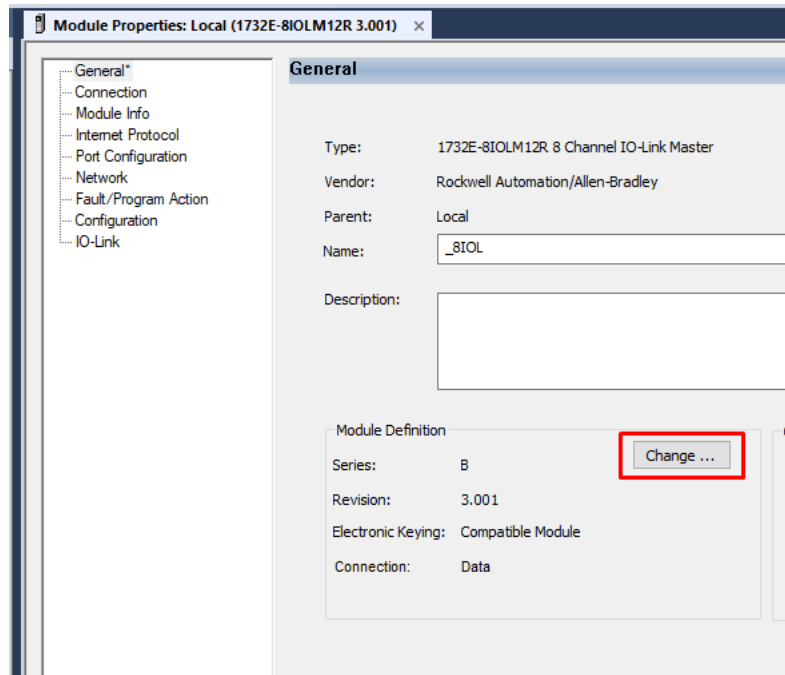 Module Properties: Local (1732E-8IOLM12R 3.001) ×
General*
Connection
Module Info
Internet Protocol
Port Configuration
Network
Fault/Program Action
Configuration
IO-Link
General
Type: 1732E-8IOLM12R 8 Channel IO-Link Master
Vendor: Rockwell Automation/Allen-Bradley
Parent: Local
Name: _8IOL
Description:
Module Definition
Change ...
Series: B
Revision: 3.001
Electronic Keying: Compatible Module
Connection: Data